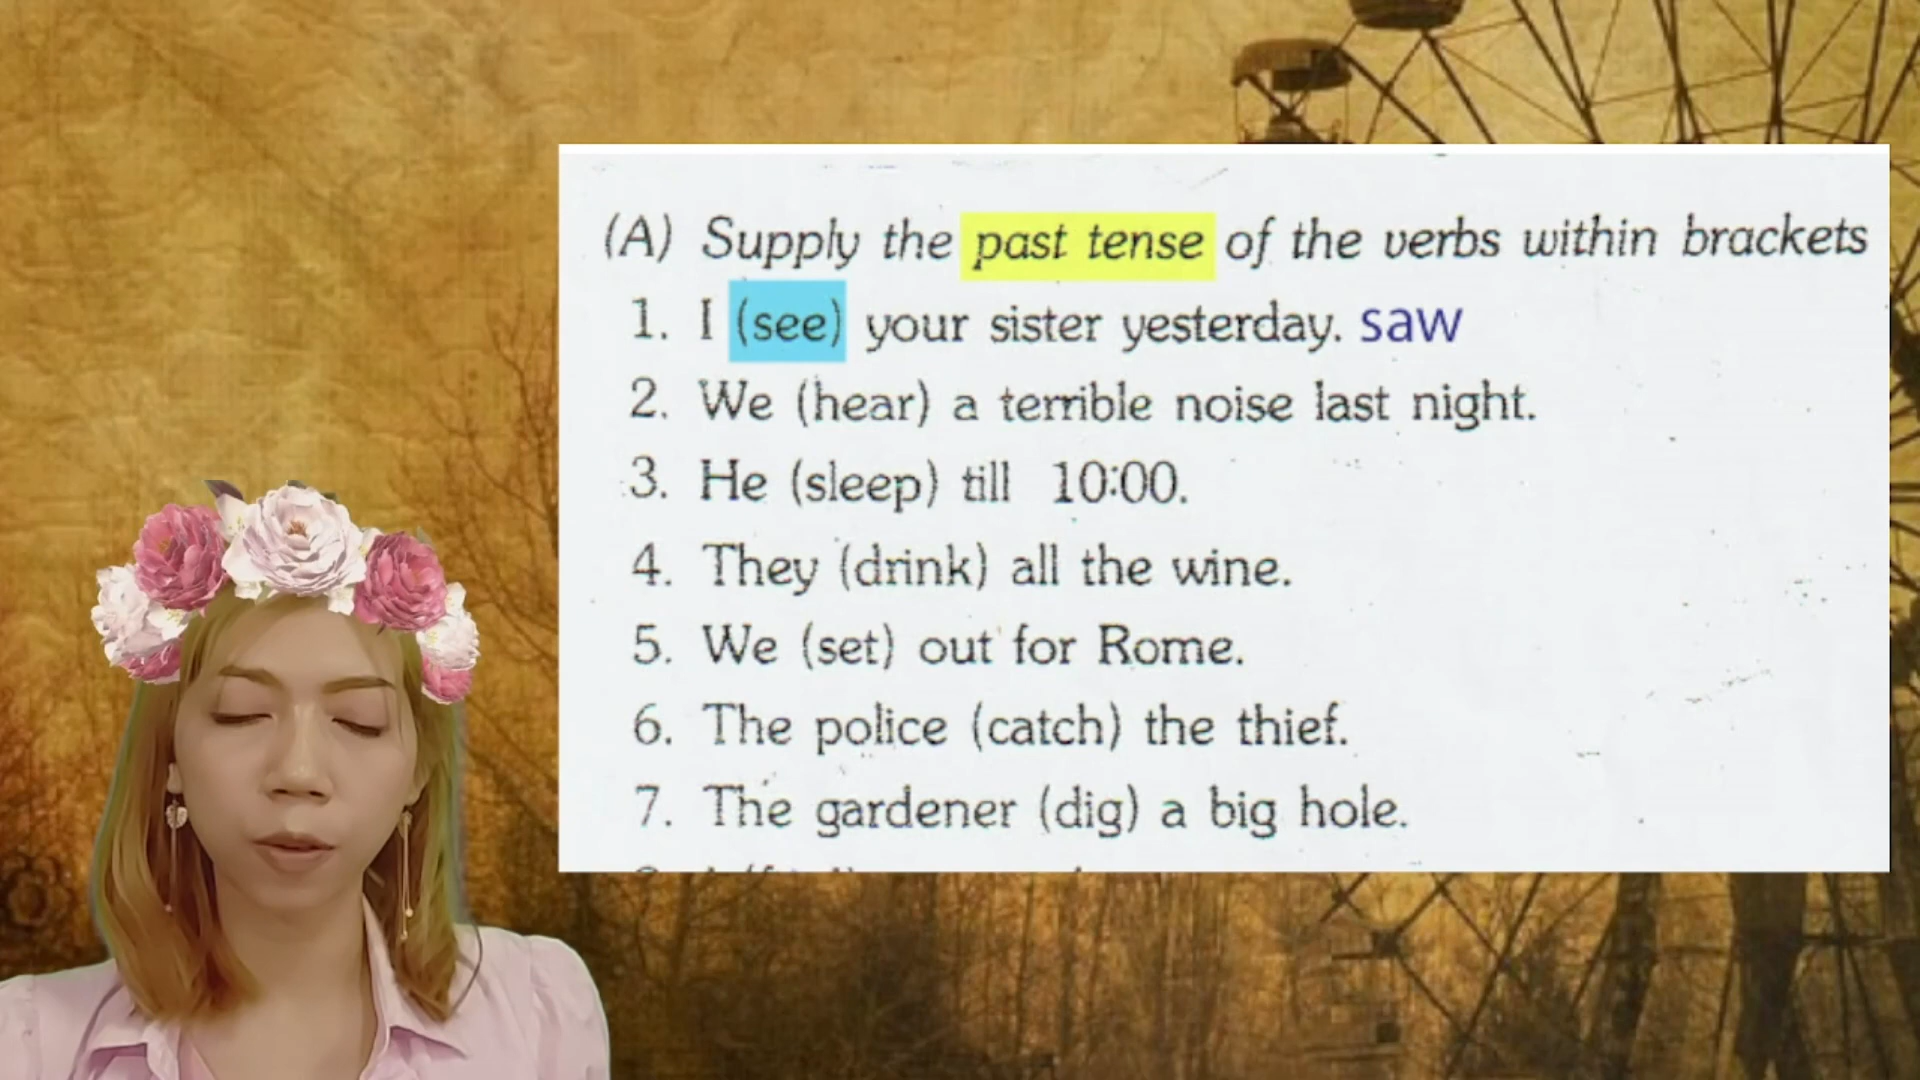 (A) Supply the past tense of the verbs within brackets
1. I (see) your sister yesterday. saw
2. We (hear) a terrible noise last night.
3. He (sleep) till 10:00.
4. They (drink) all the wine.
5. We (set) out for Rome.
6. The police (catch) the thief.
7. The gardener (dig) a big hole.